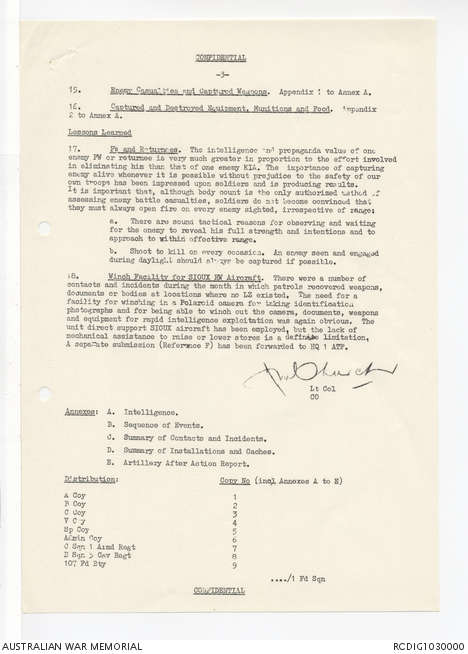 CONFIDENTIAL
-3-
15. Enemy Casualties and Captured Weapons. Appendix 1 to Annex A.
16. Captured and Destroyed Equipment, Munitions and Food. Appendix
2 to Annex A.
Lessons Learned
17. PW and Returnees. The intelligence and propaganda value of one
enemy PW or returnee is very much greater in proportion to the effort involved
in eliminating him than that of one enemy KIA. The importance of capturing
enemy alive whenever it is possible without prejudice to the safety of our
own troops has been impressed upon soldiers and is producing results.
It is important that, although body count is the only authorised method of
assessing enemy battle casualties, soldiers do not become convinced that
they must always open fire on every enemy sighted, irrespective of range:
a. There are sound tactical reasons for observing and waiting
for the enemy to reveal his full strength and intentions and to
approach to within effective range.
b. Shoot to kill on every occasion. An enemy seen and engaged
during daylight should always be captured if possible.
18. Winch Facility for SIOUX RW Aircraft. There were a number of
contacts and incidents during the month in which patrols recovered weapons,
documents or bodies at locations where no LZ existed. The need for a
facility for winching in a Polaroid camera for taking identification
photographs and for being able to winch out the camera, documents, weapons
and equipment for rapid intelligence exploitation was again obvious. The
unit direct support SIOUX aircraft has been employed, but the lack of
mechanical assistance to raise or lower stores is a definite limitation.
A separate submission (Reference F) has been forwarded to HQ 1 ATF.
Lt Col
CO
Annexes: A. Intelligence.
B. Sequence of Events.
C. Summary of Contacts and Incidents.
D. Summary of Installations and Caches.
E. Artillery After Action Report.
Distribution: Copy No (incl Annexes A to E)
A Coy 1
B Coy 2
C Coy 3
V Coy 4
Sp Coy 5
Admin Coy 6
C Sqn 1 Armd Regt 7
B Sqn 3 Cav Regt 8
107 Fd Bty 9
..../1 Fd Sqn
CONFIDENTIAL
AUSTRALIAN WAR MEMORIAL RCDIG1030000